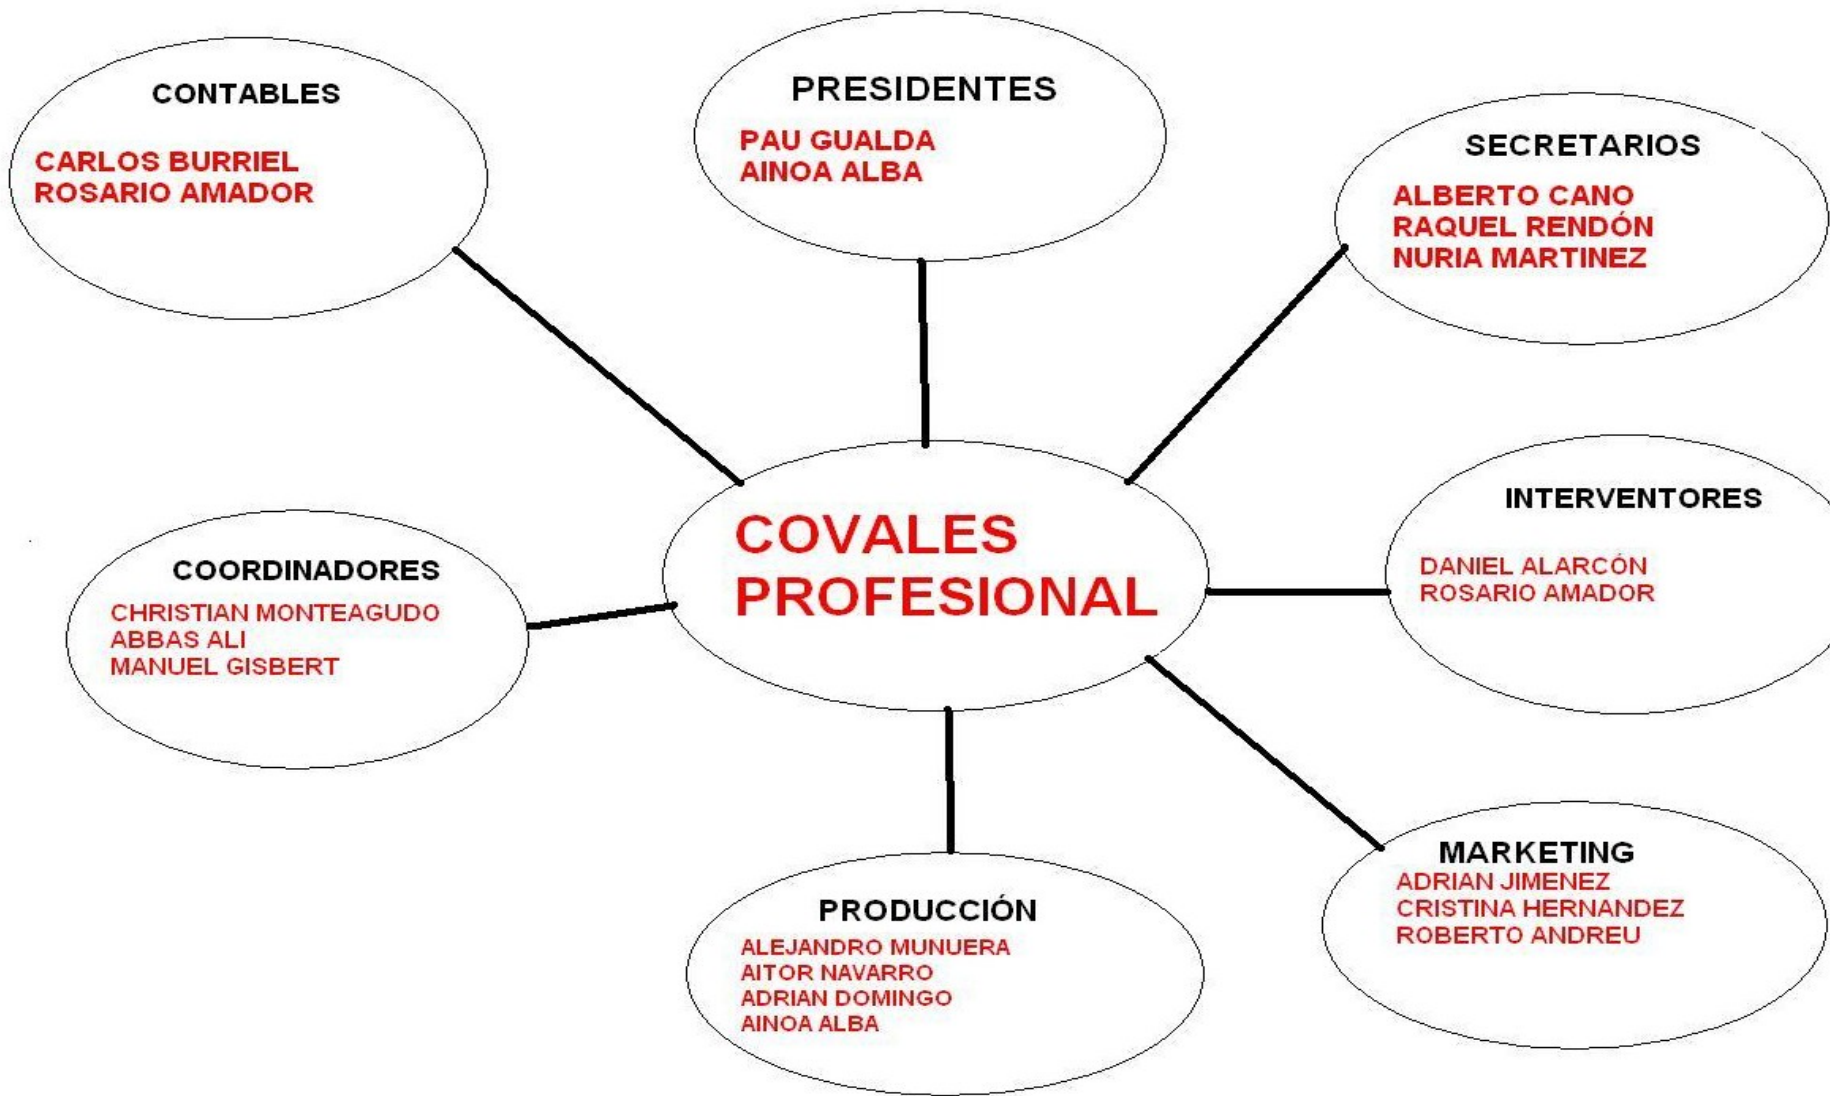 CONTABLES
CARLOS BURRIEL
ROSARIO AMADOR
PRESIDENTES
PAU GUALDA
AINOA ALBA
SECRETARIOS
ALBERTO CANO
RAQUEL RENDÓN
NURIA MARTINEZ
COVALES
PROFESIONAL
COORDINADORES
CHRISTIAN MONTEAGUDO
ABBAS ALI
MANUEL GISBERT
INTERVENTORES
DANIEL ALARCÓN
ROSARIO AMADOR
PRODUCCIÓN
ALEJANDRO MUNUERA
AITOR NAVARRO
ADRIAN DOMINGO
AINOA ALBA
MARKETING
ADRIAN JIMENEZ
CRISTINA HERNANDEZ
ROBERTO ANDREU